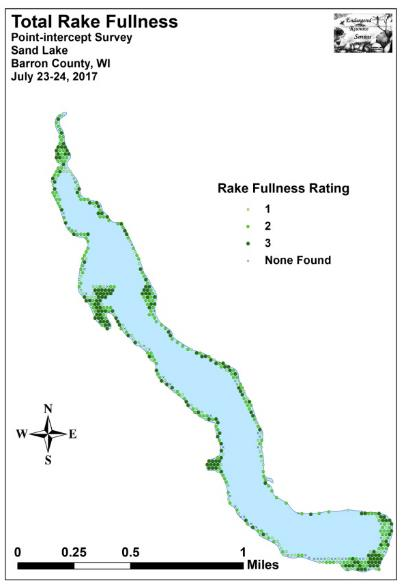 Total Rake Fullness
Point-intercept Survey
Sand Lake
Barron County, WI
July 23-24, 2017
Endangered
Resource
Services
Rake Fullness Rating
1
2
3
None Found
N
W E
S
0 0.25 0.5 1
Miles